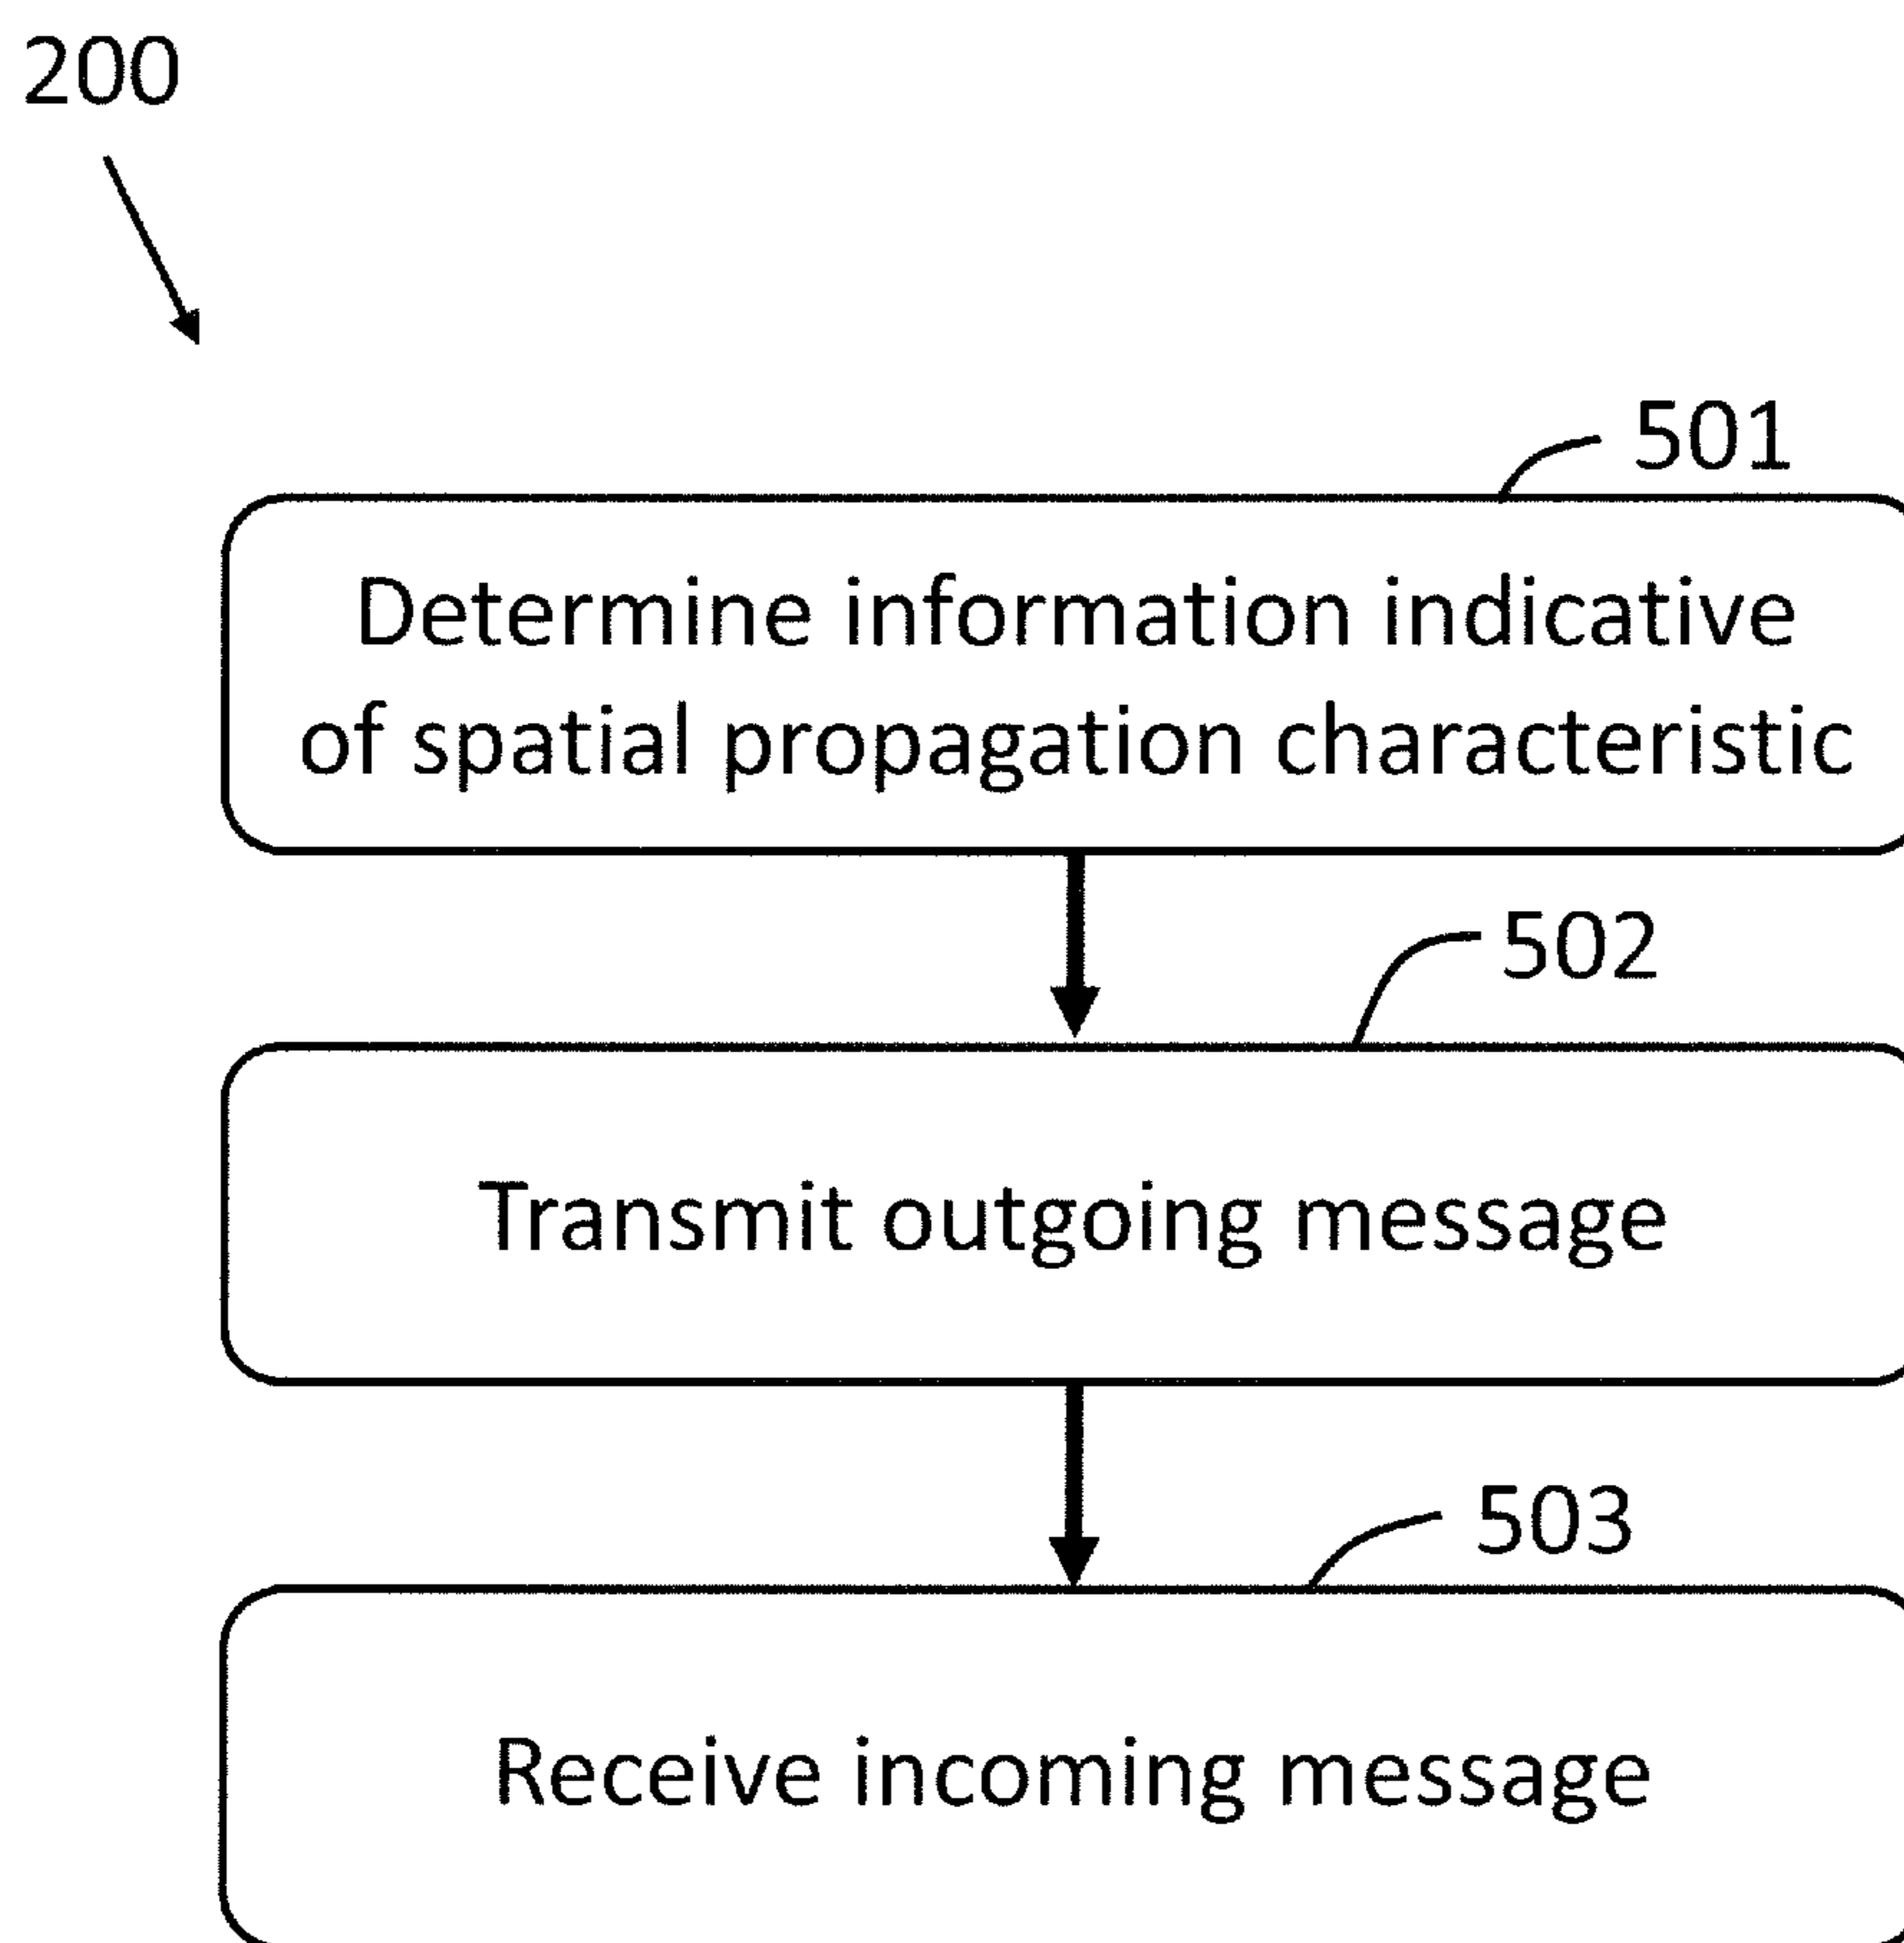 200
501
Determine information indicative
of spatial propagation characteristic
502
Transmit outgoing message
503
Receive incoming message